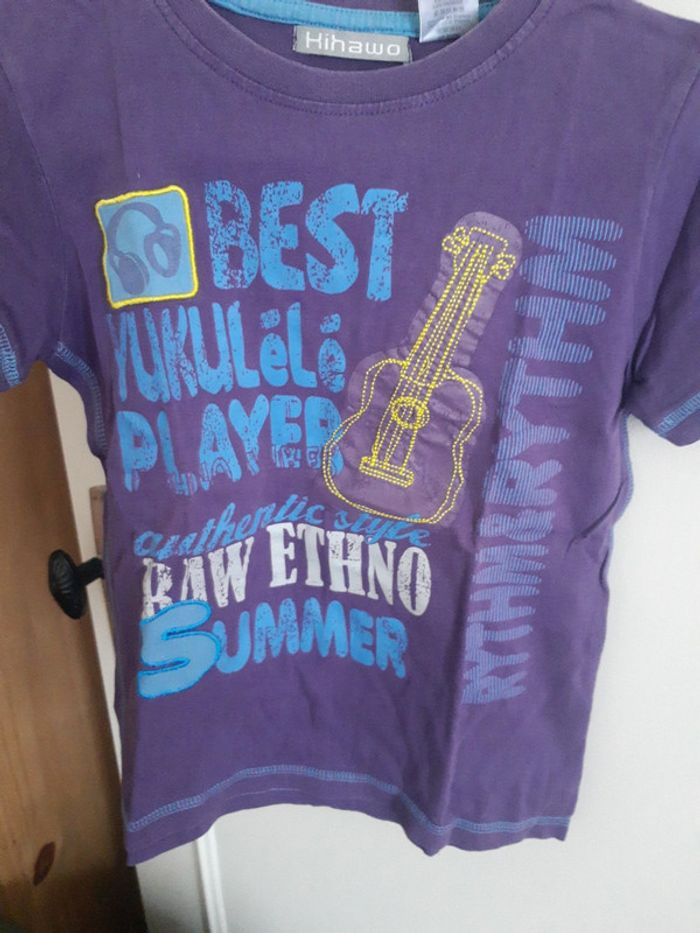 Hihawo
BEST
YUKULéLé
PLAYER
authentic style
RAW ETHNO
SUMMER
RYTHM&RYTHM